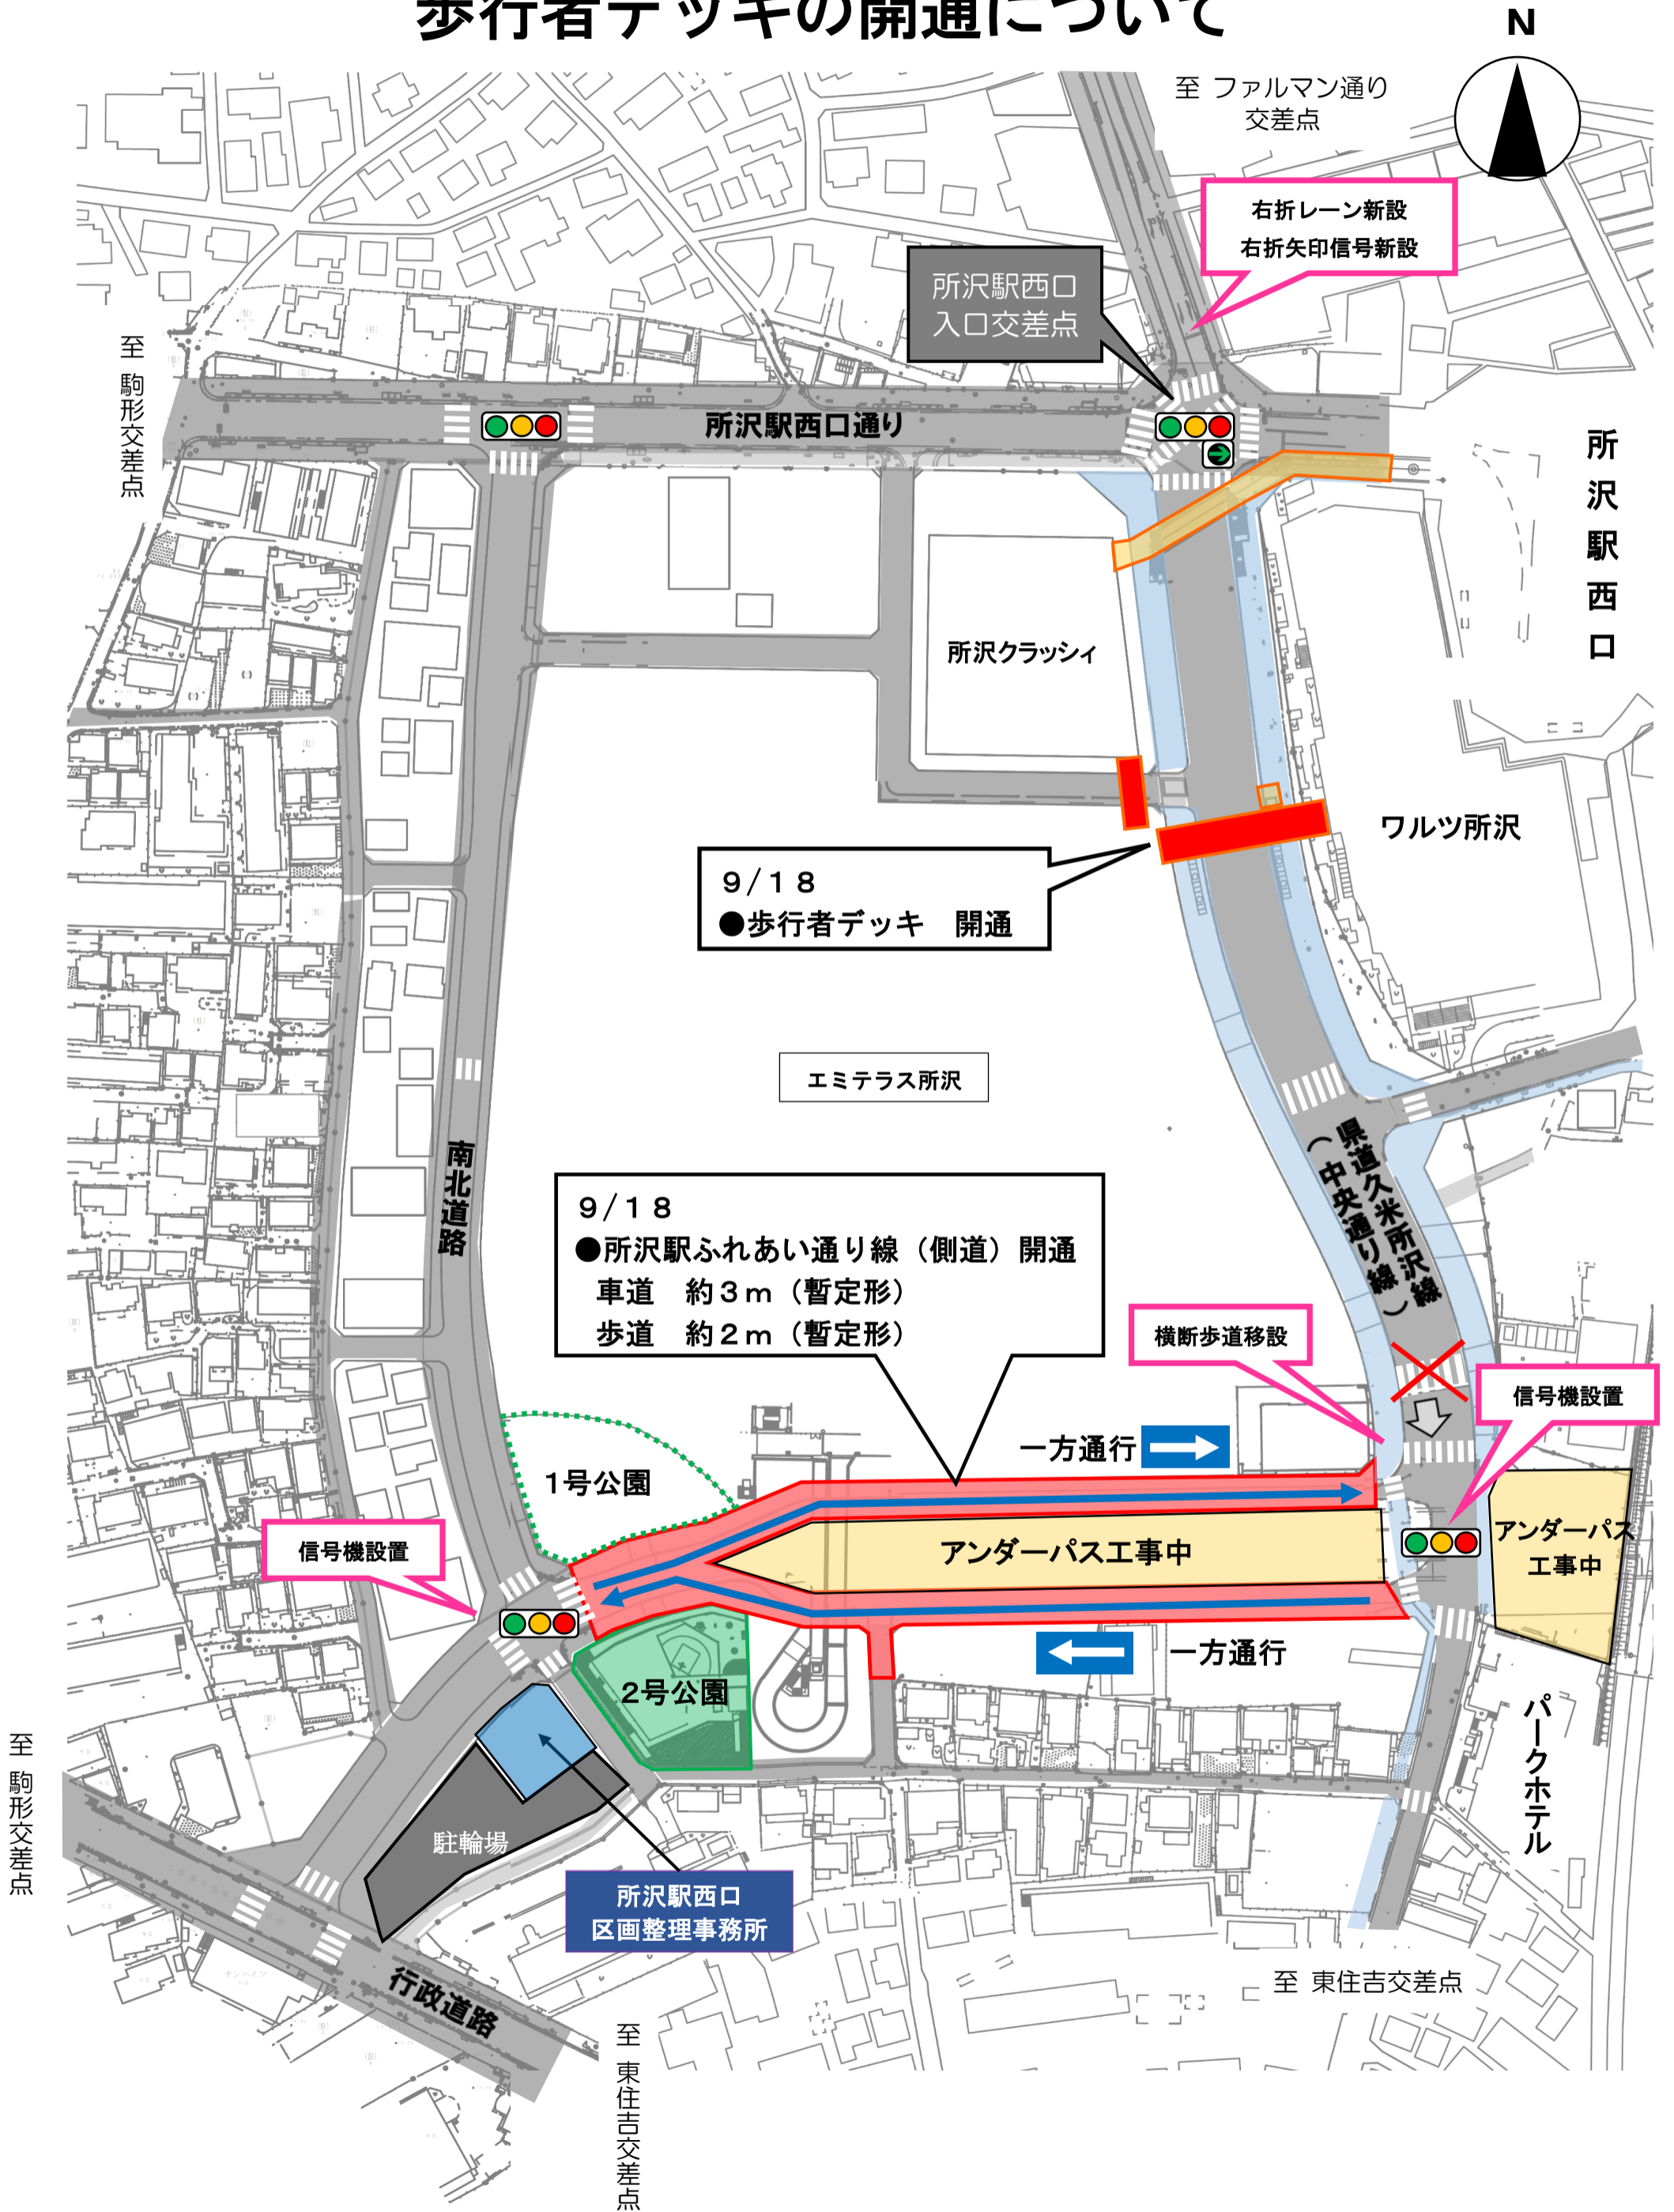 歩行者デッキの開通について
N
至 ファルマン通り
交差点
右折レーン新設
右折矢印信号新設
所沢駅西口
入口交差点
至 駒形交差点
所沢駅西口通り
所沢駅西口
所沢クラッシィ
ワルツ所沢
9/18
●歩行者デッキ 開通
エミテラス所沢
南北道路
県道久米所沢線
(中央通り線)
9/18
●所沢駅ふれあい通り線(側道)開通
車道 約3m(暫定形)
歩道 約2m(暫定形)
横断歩道移設
信号機設置
一方通行
1号公園
アンダーパス工事中
アンダーパス
工事中
信号機設置
一方通行
2号公園
パークホテル
至 駒形交差点
駐輪場
所沢駅西口
区画整理事務所
行政道路
至 東住吉交差点
至 東住吉交差点